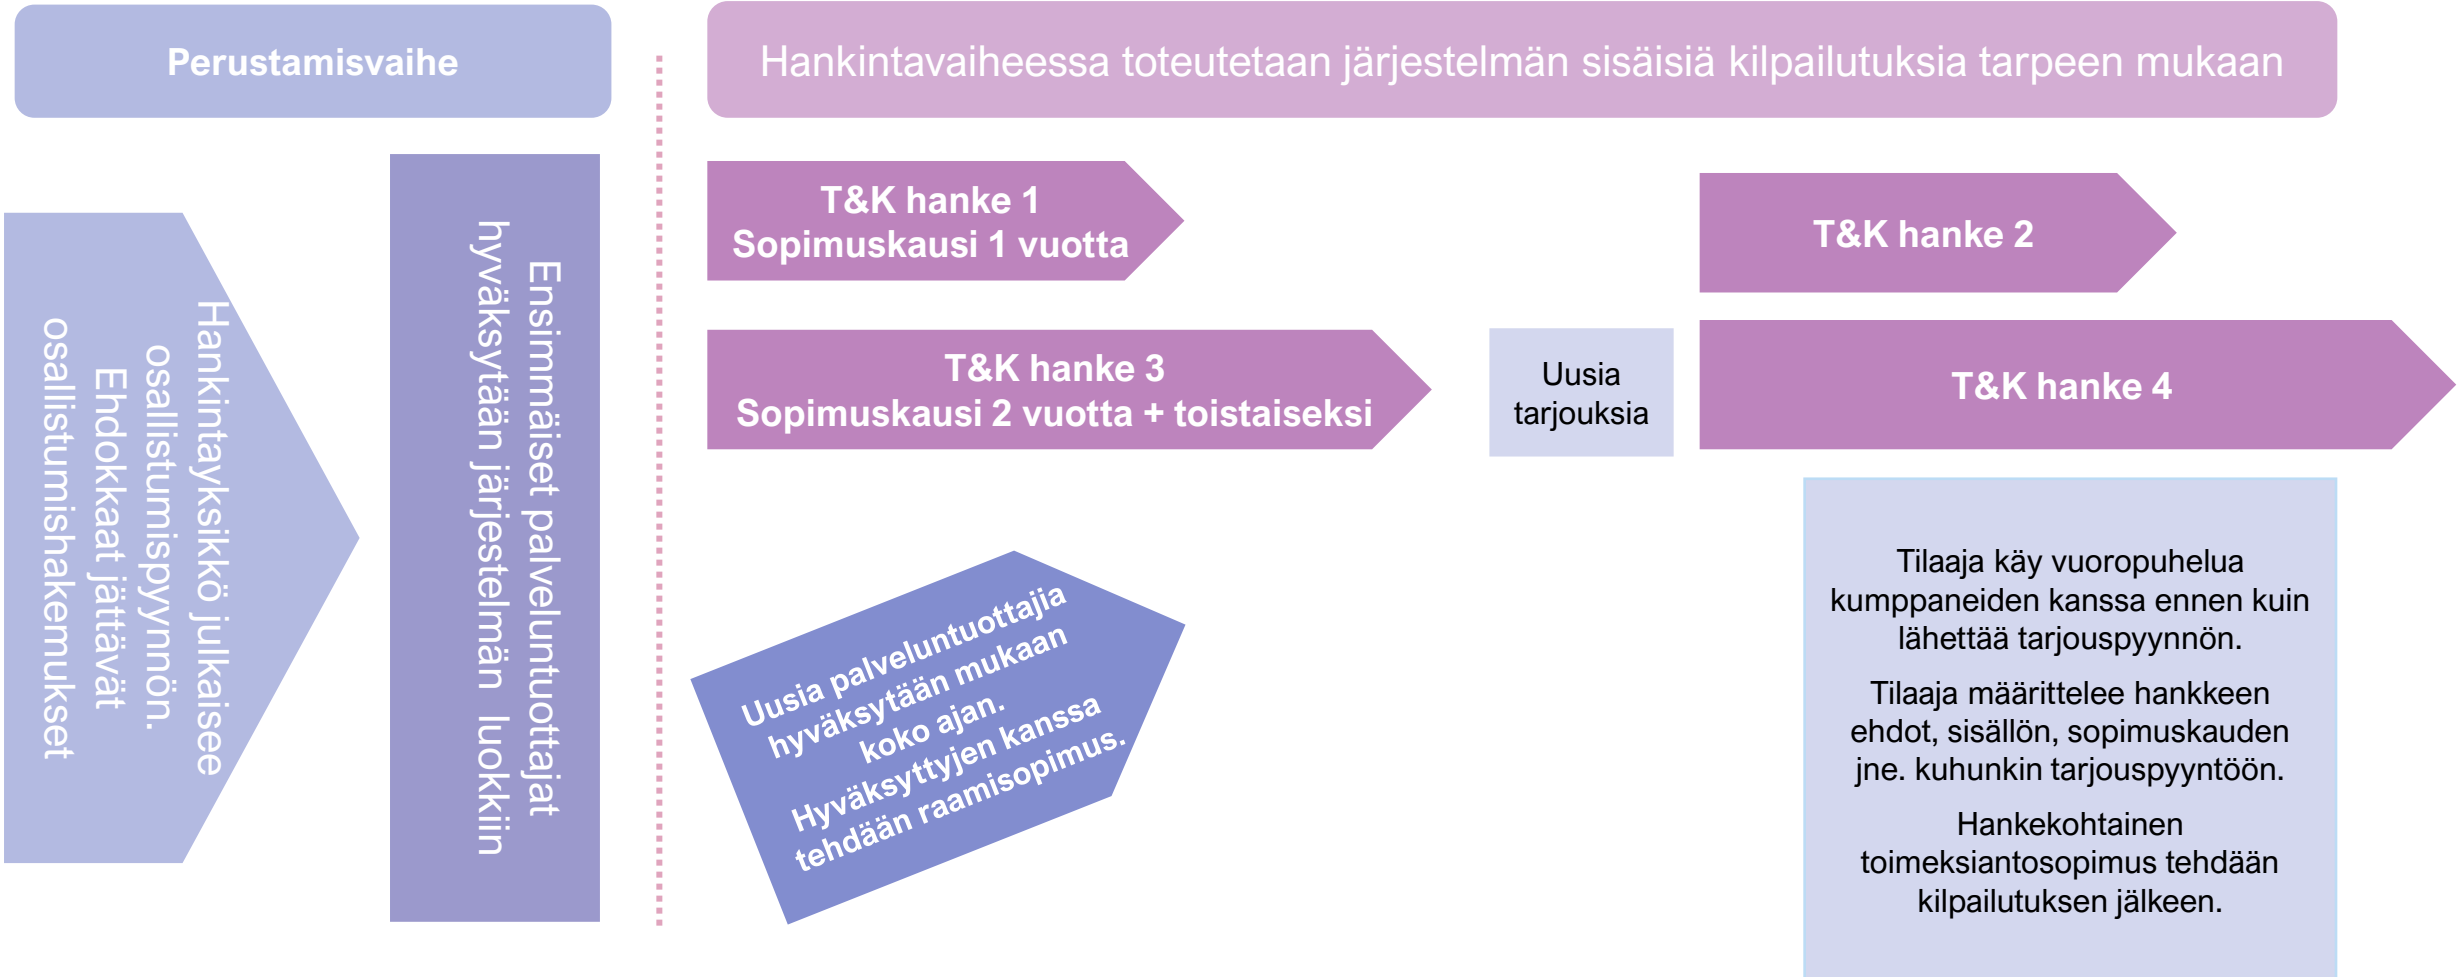 Perustamisvaihe
Hankintayksikkö julkaisee
osallistumispyynnön.
Ehdokkaat jättävät
osallistumishakemukset
Ensimmäiset palveluntuottajat
hyväksytään järjestelmän luokkiin
Hankintavaiheessa toteutetaan järjestelmän sisäisiä kilpailutuksia tarpeen mukaan
T&K hanke 1
Sopimuskausi 1 vuotta
T&K hanke 2
T&K hanke 3
Sopimuskausi 2 vuotta + toistaiseksi
Uusia
tarjouksia
T&K hanke 4
Uusia palveluntuottajia
hyväksytään mukaan
koko ajan.
Hyväksyttyjen kanssa
tehdään raamisopimus.
Tilaaja käy vuoropuhelua
kumppaneiden kanssa ennen kuin
lähettää tarjouspyynnön.
Tilaaja määrittelee hankkeen
ehdot, sisällön, sopimuskauden
jne. kuhunkin tarjouspyyntöön.
Hankekohtainen
toimeksiantosopimus tehdään
kilpailutuksen jälkeen.